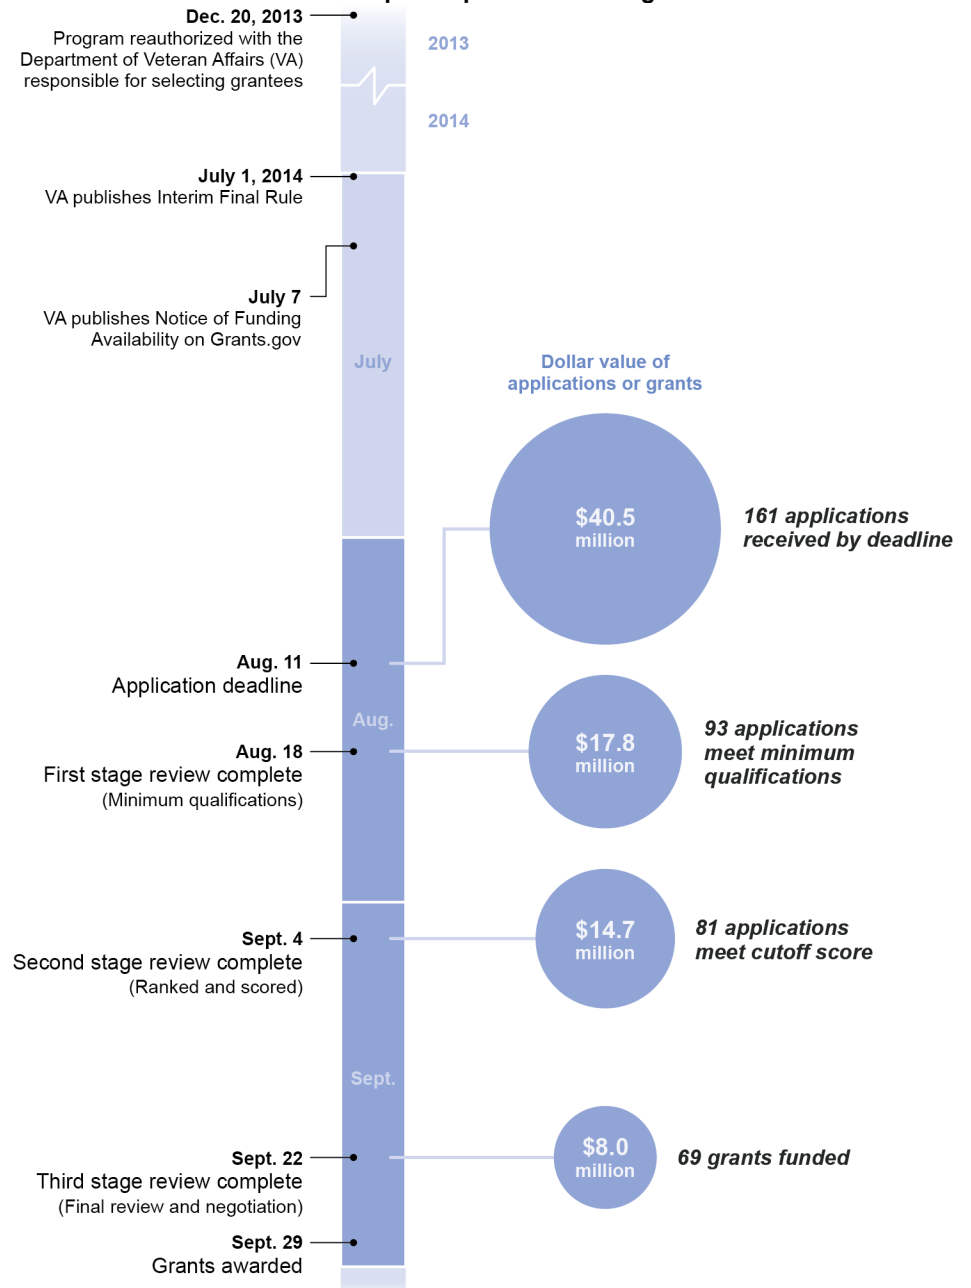 Dec. 20, 2013
Program reauthorized with the
Department of Veteran Affairs (VA)
responsible for selecting grantees
2013
2014
July 1, 2014
VA publishes Interim Final Rule
July 7
VA publishes Notice of Funding
Availability on Grants.gov
July
Dollar value of
applications or grants
$40.5
million
161 applications
received by deadline
Aug. 11
Application deadline
Aug.
Aug. 18
First stage review complete
(Minimum qualifications)
$17.8
million
93 applications
meet minimum
qualifications
Sept. 4
Second stage review complete
(Ranked and scored)
$14.7
million
81 applications
meet cutoff score
Sept.
Sept. 22
Third stage review complete
(Final review and negotiation)
$8.0
million
69 grants funded
Sept. 29
Grants awarded